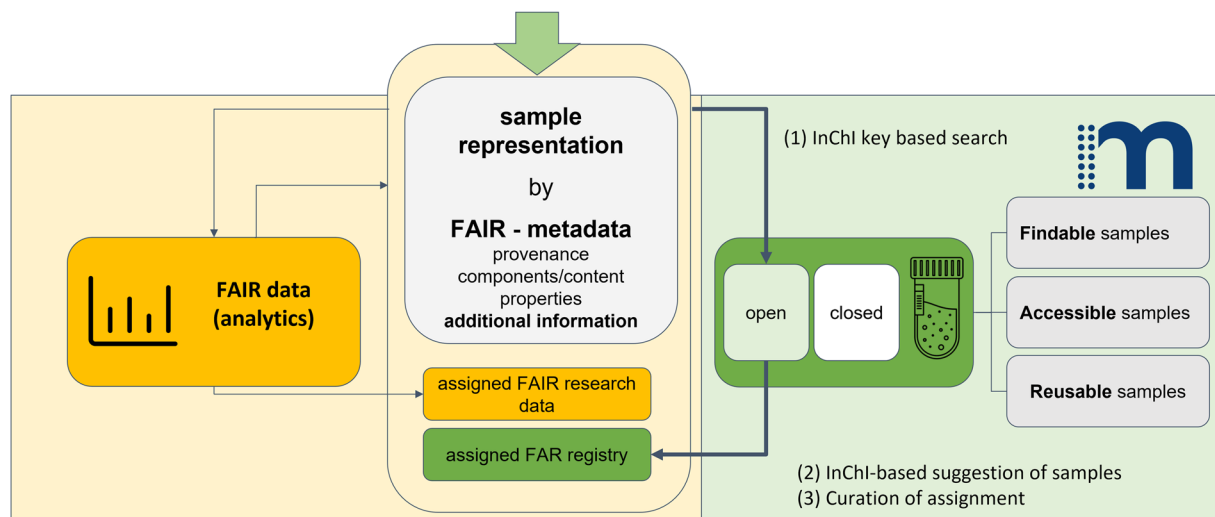 sample
representation
by
FAIR - metadata
provenance
components/content
properties
additional information
(1) InChI key based search
m
FAIR data
(analytics)
open
closed
Findable samples
Accessible samples
Reusable samples
assigned FAIR research
data
assigned FAR registry
(2) InChI-based suggestion of samples
(3) Curation of assignment